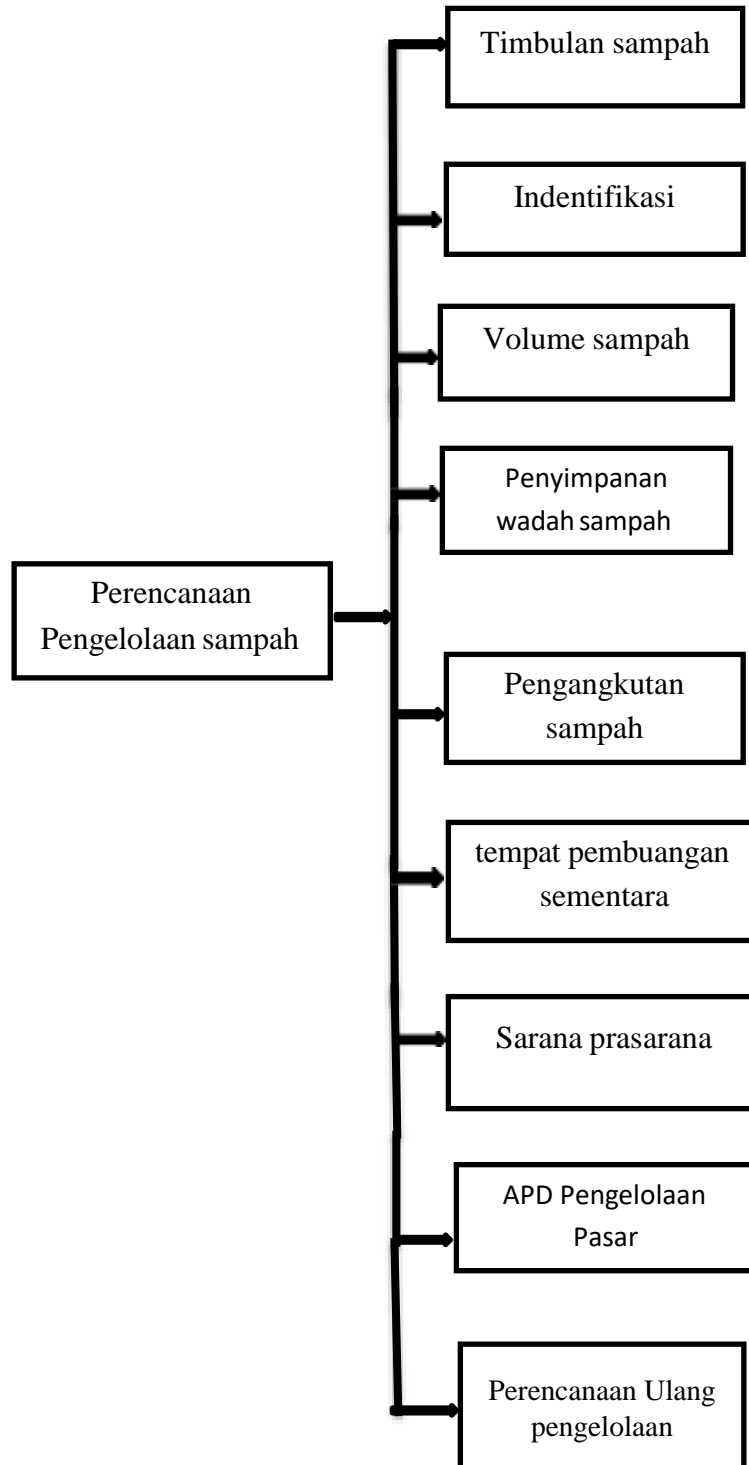 Timbulan sampah
Indentifikasi
Volume sampah
Penyimpanan
wadah sampah
Perencanaan
Pengelolaan sampah
Pengangkutan
sampah
tempat pembuangan
sementara
Sarana prasarana
APD Pengelolaan
Pasar
Perencanaan Ulang
pengelolaan